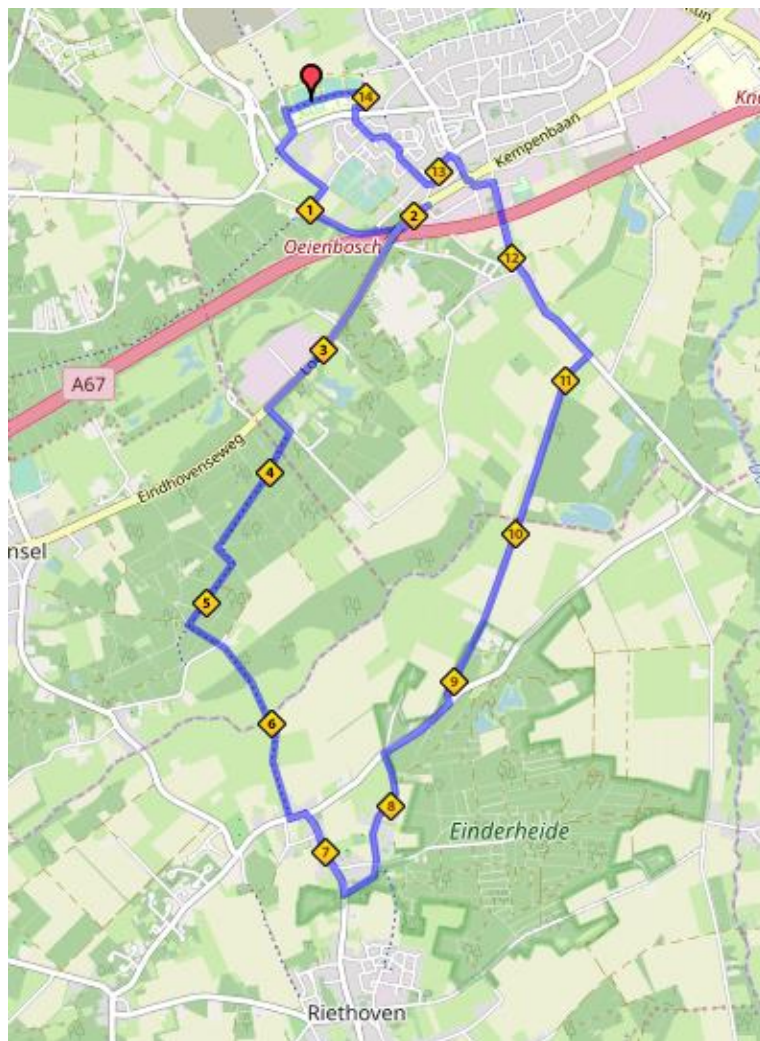 14
Kempenbaan
13
1
2
Oeienbosch
12
3
A67
11
Eindhovenseweg
4
nsel
10
5
9
6
8
Einderheide
7
Riethoven